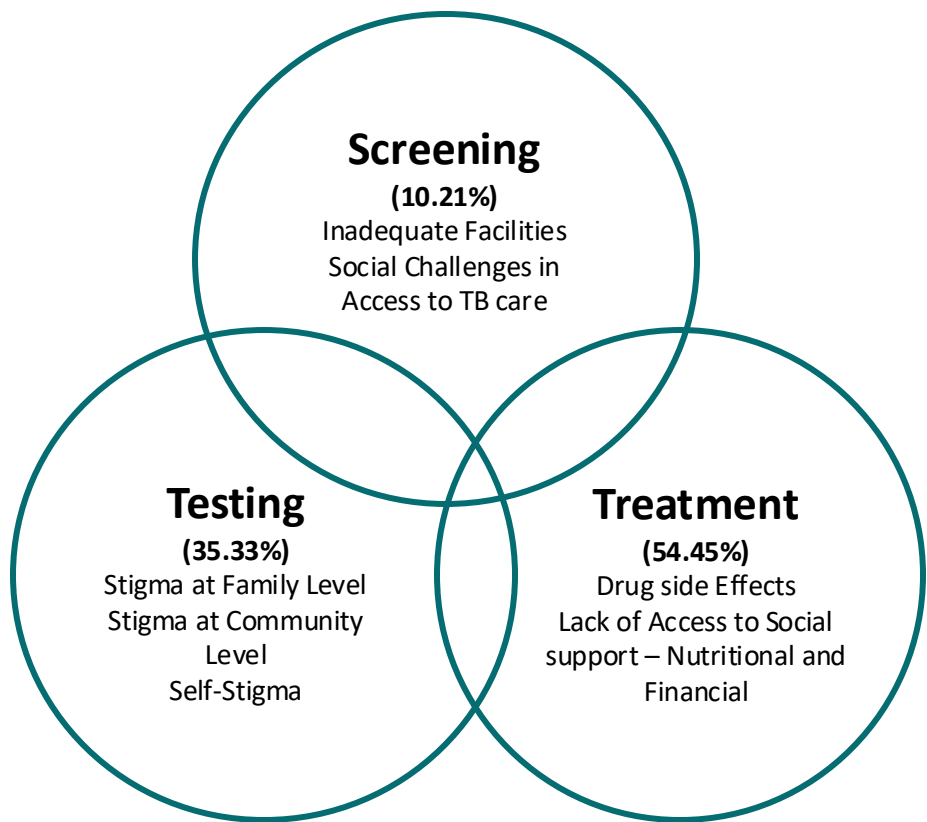 Screening
(10.21%)
Inadequate Facilities
Social Challenges in
Access to TB care
Testing
(35.33%)
Stigma at Family Level
Stigma at Community
Level
Self-Stigma
Treatment
(54.45%)
Drug side Effects
Lack of Access to Social
support – Nutritional and
Financial